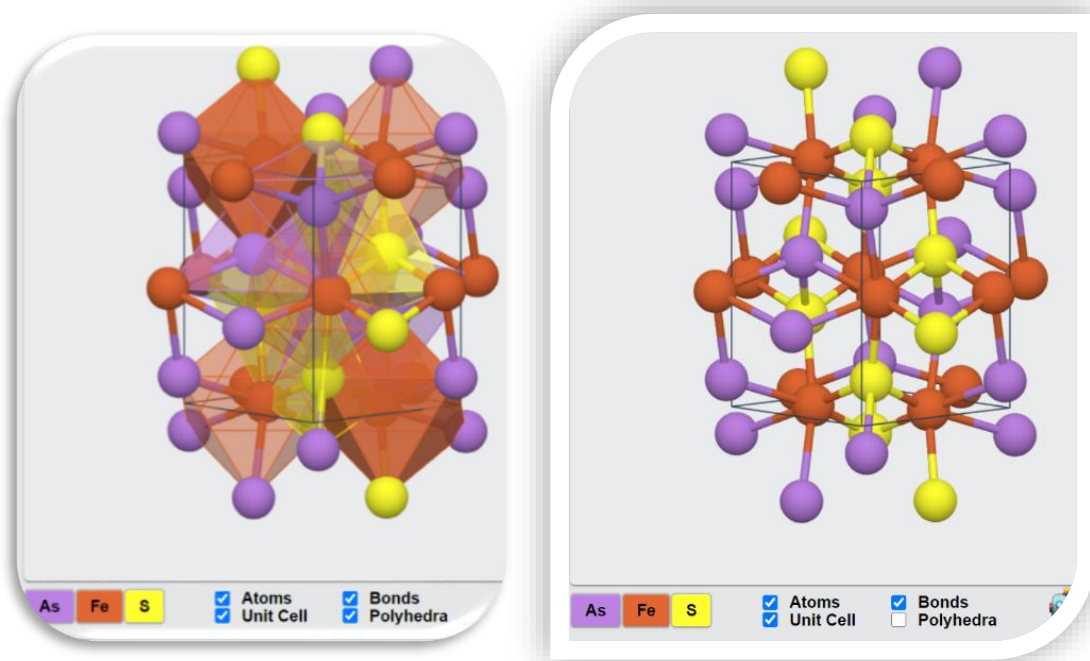 As Fe S
Atoms Bonds
Unit Cell Polyhedra
As Fe S
Atoms Bonds
Unit Cell Polyhedra